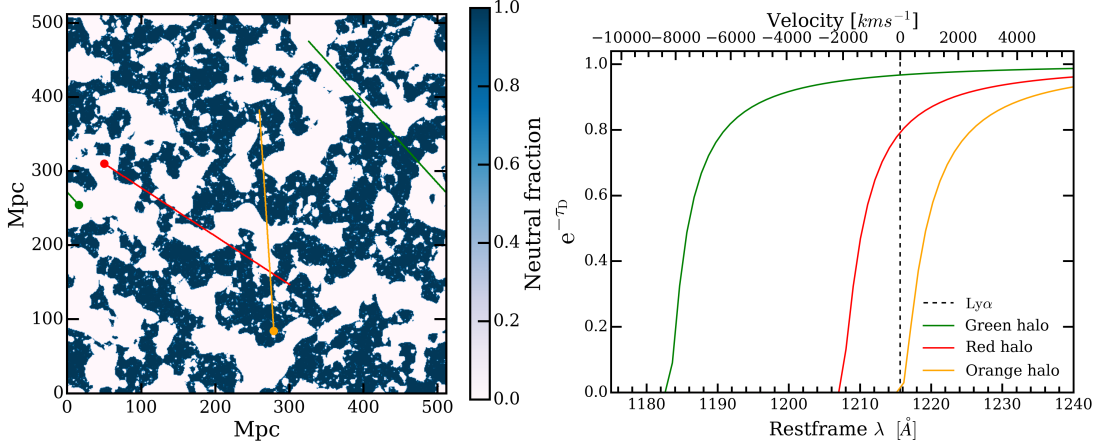 500
400
300
200
100
0
Mpc
0 100 200 300 400 500
Mpc
1.0
0.8
0.6
0.4
0.2
0.0
Neutral fraction
Velocity [kms⁻¹]
−10000 −8000 −6000 −4000 −2000 0 2000 4000
1.0
0.8
0.6
0.4
0.2
0.0
e^{−τ_D}
Lyα
Green halo
Red halo
Orange halo
1180 1190 1200 1210 1220 1230 1240
Restframe λ [Å]